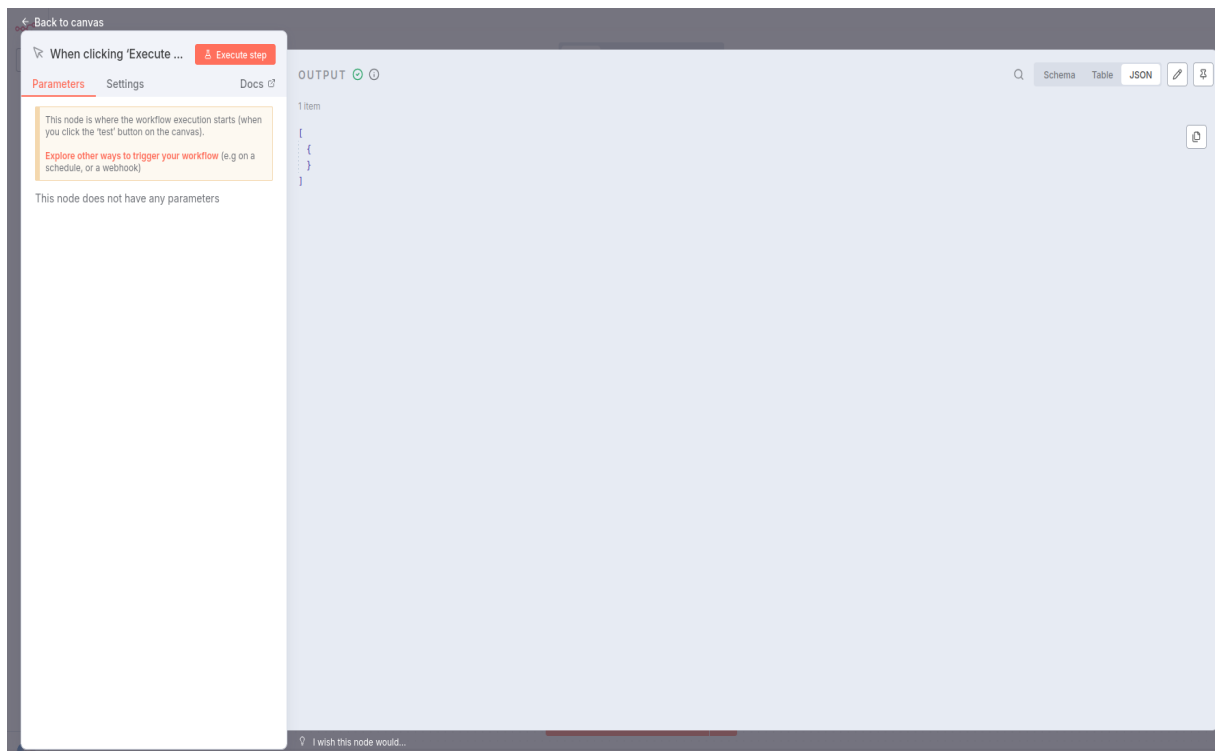 Back to canvas
When clicking 'Execute ...
Execute step
Parameters Settings Docs
This node is where the workflow execution starts (when
you click the 'test' button on the canvas).
Explore other ways to trigger your workflow (e.g on a
schedule, or a webhook)
This node does not have any parameters
OUTPUT
Schema Table JSON
1 item
[
{
}
]
I wish this node would...